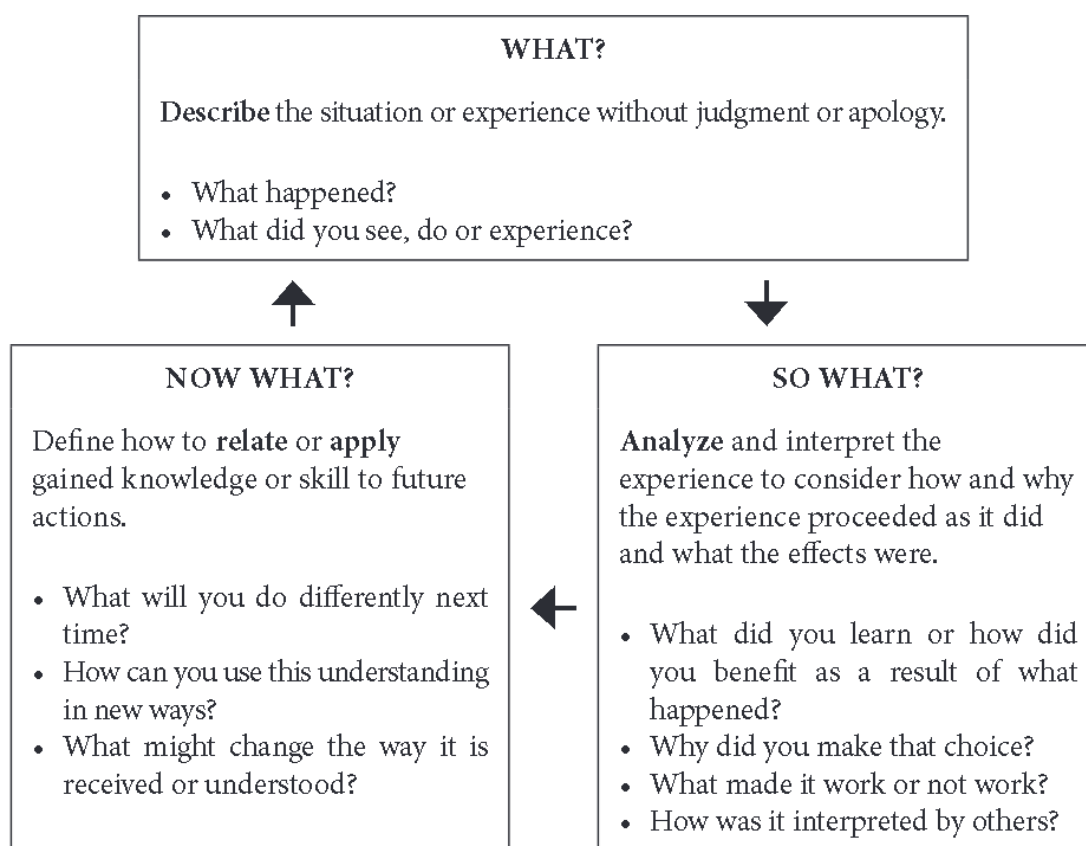 WHAT?
Describe the situation or experience without judgment or apology.
• What happened?
• What did you see, do or experience?
NOW WHAT?
Define how to relate or apply
gained knowledge or skill to future
actions.
• What will you do differently next
time?
• How can you use this understanding
in new ways?
• What might change the way it is
received or understood?
SO WHAT?
Analyze and interpret the
experience to consider how and why
the experience proceeded as it did
and what the effects were.
• What did you learn or how did
you benefit as a result of what
happened?
• Why did you make that choice?
• What made it work or not work?
• How was it interpreted by others?